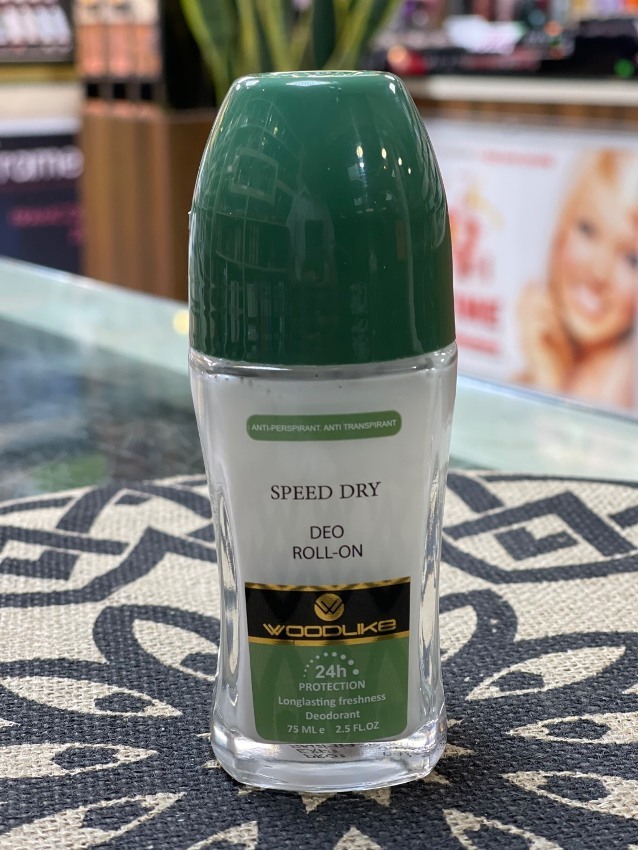 ANTI-PERSPIRANT. ANTI TRANSPIRANT
SPEED DRY
DEO
ROLL-ON
WOODLIKE
24h
PROTECTION
Longlasting freshness
Deodorant
75 ML e 2.5 FL.OZ